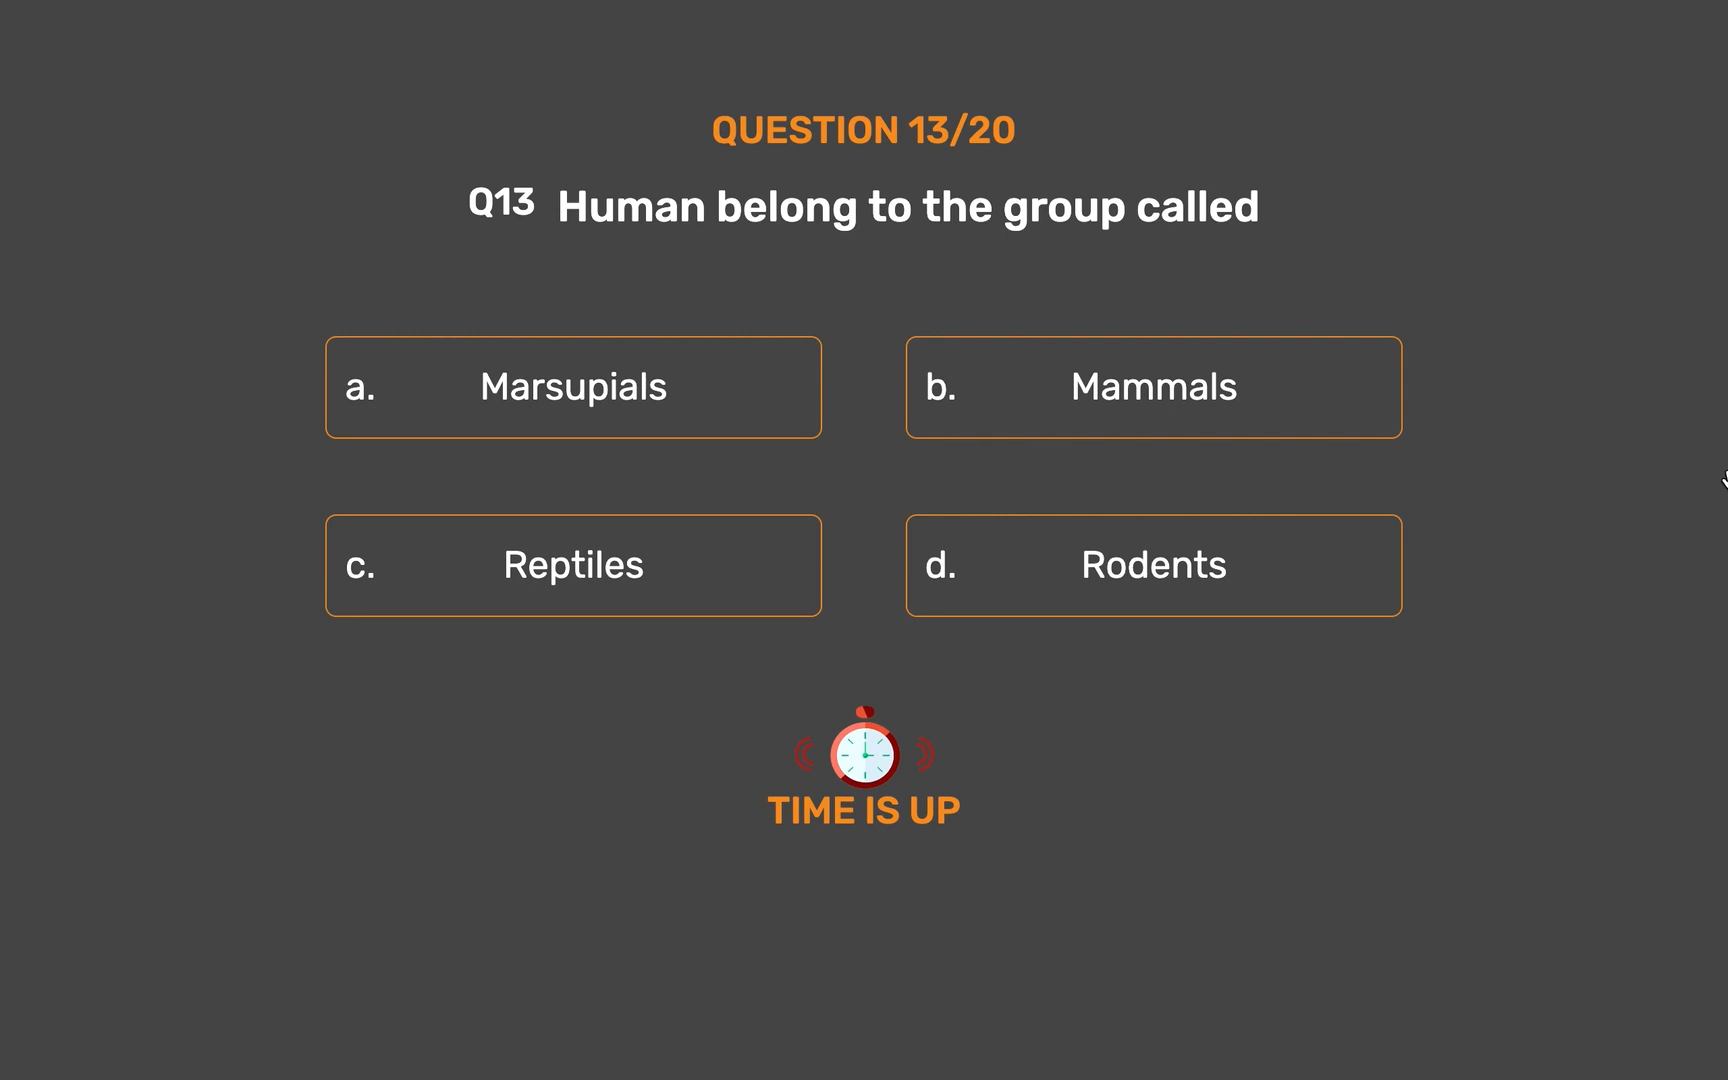 QUESTION 13/20
Q13 Human belong to the group called
a. Marsupials
b. Mammals
c. Reptiles
d. Rodents
TIME IS UP